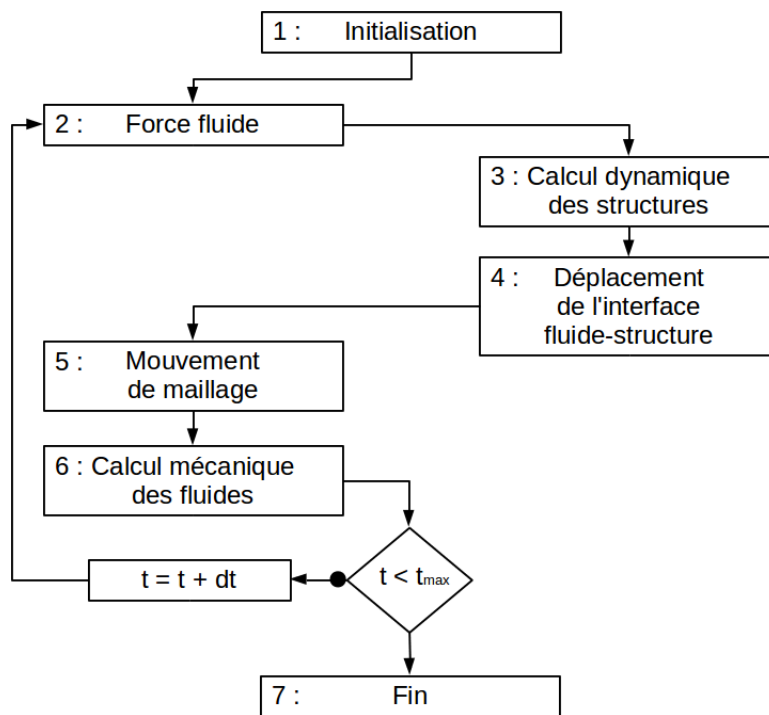 1 : Initialisation
2 : Force fluide
3 : Calcul dynamique
des structures
4 : Déplacement
de l'interface
fluide-structure
5 : Mouvement
de maillage
6 : Calcul mécanique
des fluides
t < tmax
t = t + dt
7 : Fin